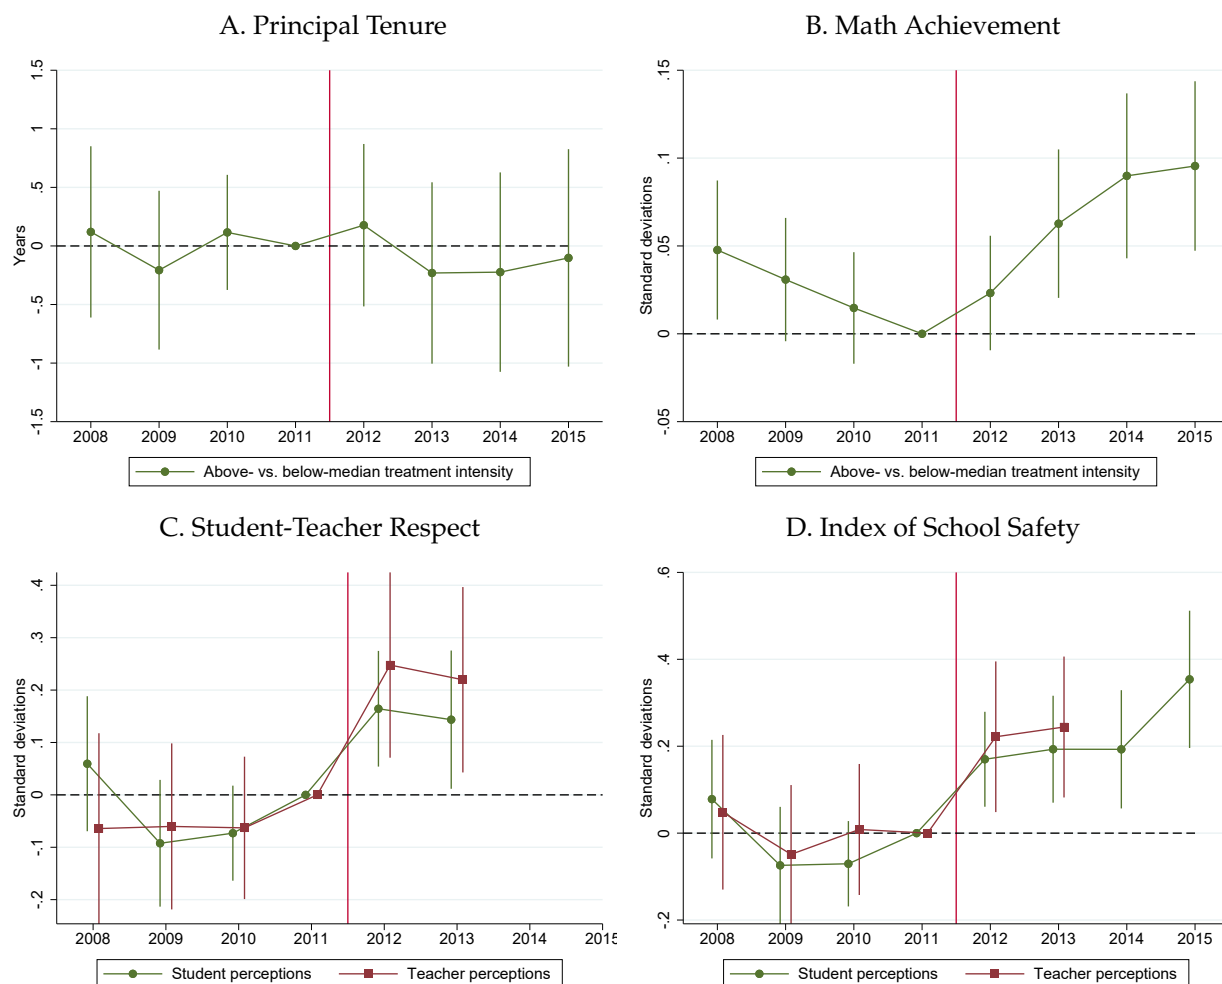 A. Principal Tenure
Years
1.5
1
.5
0
-.5
-1
-1.5
2008 2009 2010 2011 2012 2013 2014 2015
Above- vs. below-median treatment intensity
B. Math Achievement
Standard deviations
.15
.1
.05
0
-.05
2008 2009 2010 2011 2012 2013 2014 2015
Above- vs. below-median treatment intensity
C. Student-Teacher Respect
Standard deviations
.4
.3
.2
.1
0
-.1
-.2
2008 2009 2010 2011 2012 2013 2014 2015
Student perceptions Teacher perceptions
D. Index of School Safety
Standard deviations
.6
.4
.2
0
-.2
2008 2009 2010 2011 2012 2013 2014 2015
Student perceptions Teacher perceptions